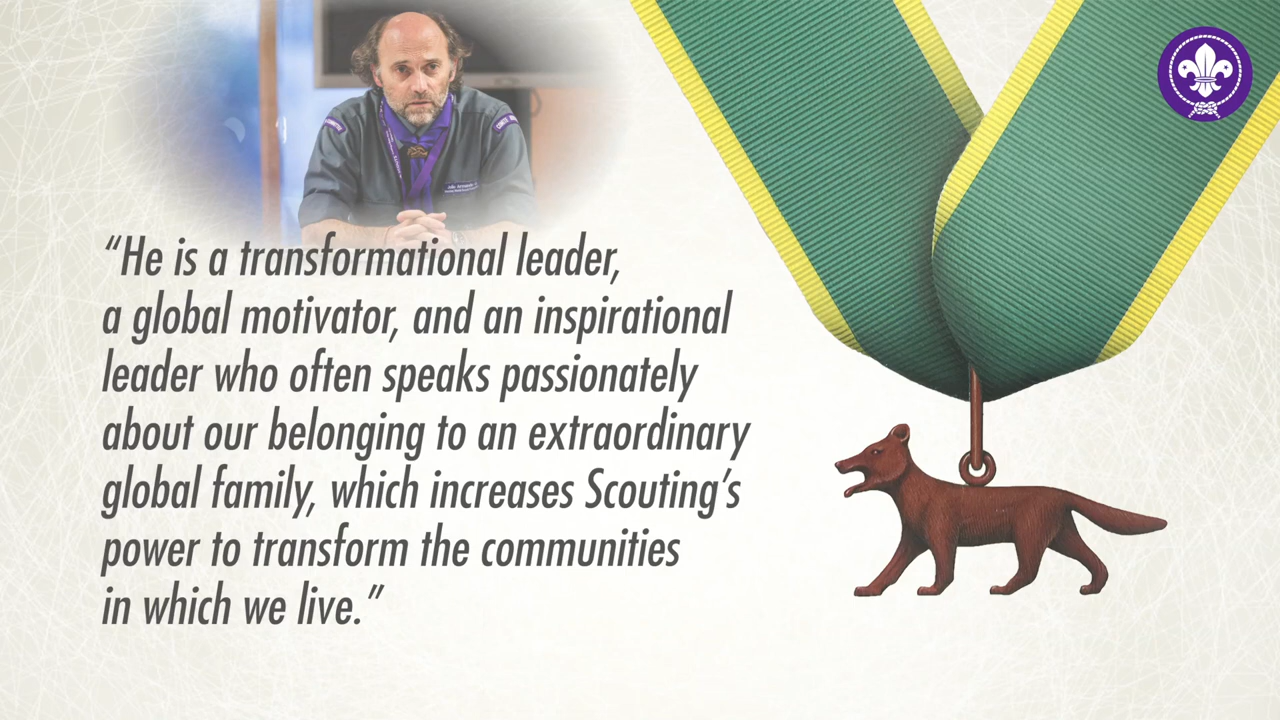 “He is a transformational leader,
a global motivator, and an inspirational
leader who often speaks passionately
about our belonging to an extraordinary
global family, which increases Scouting’s
power to transform the communities
in which we live.”